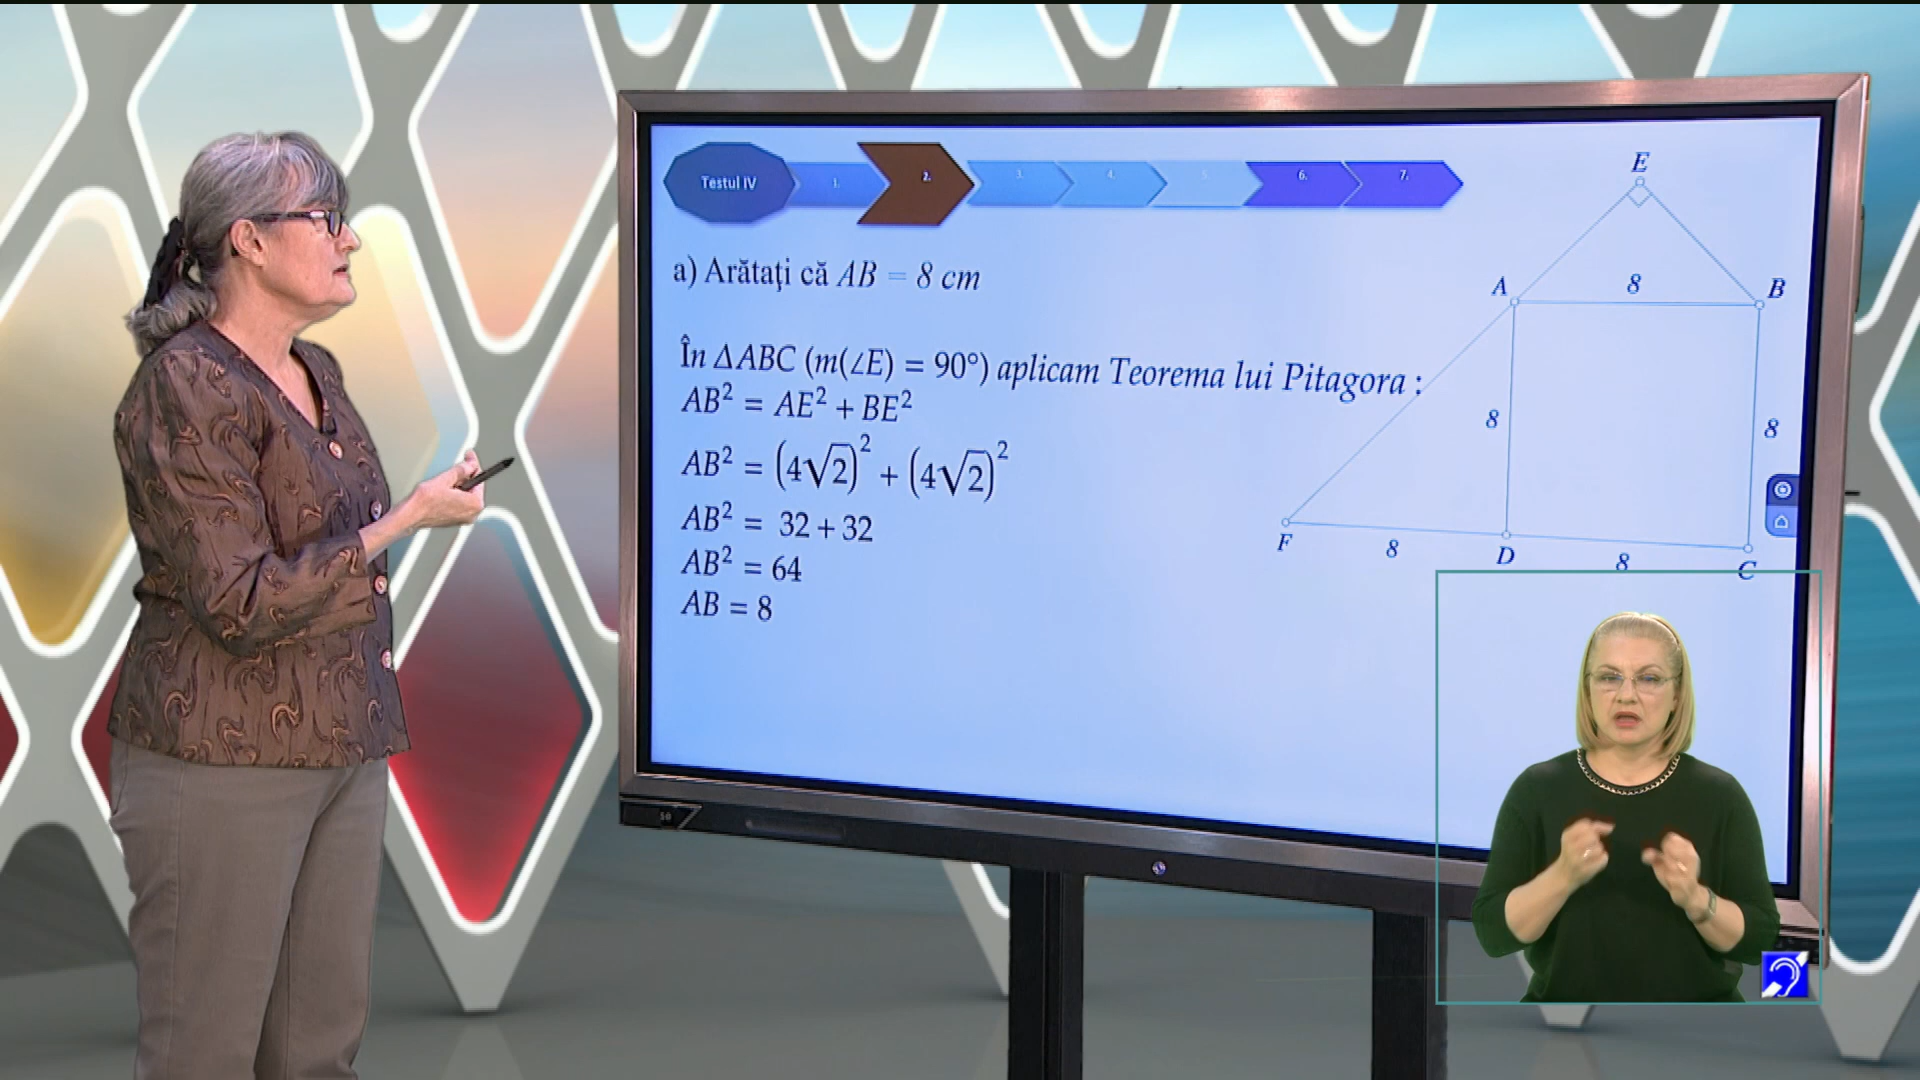 Testul IV
1.
2.
3.
4.
5.
6.
7.
a) Arătaţi că AB = 8 cm
În ΔABC (m(∠E) = 90°) aplicam Teorema lui Pitagora :
AB² = AE² + BE²
AB² = (4√2)² + (4√2)²
AB² = 32 + 32
AB² = 64
AB = 8
E
A
8
B
8
8
F
8
D
8
C
50